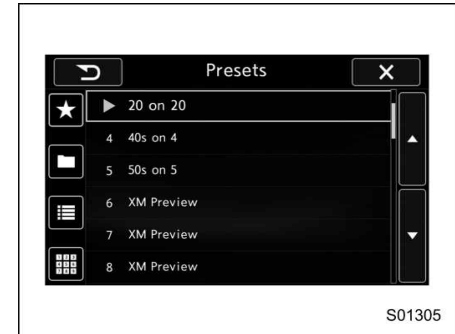 Presets
20 on 20
4 40s on 4
5 50s on 5
6 XM Preview
7 XM Preview
8 XM Preview
S01305